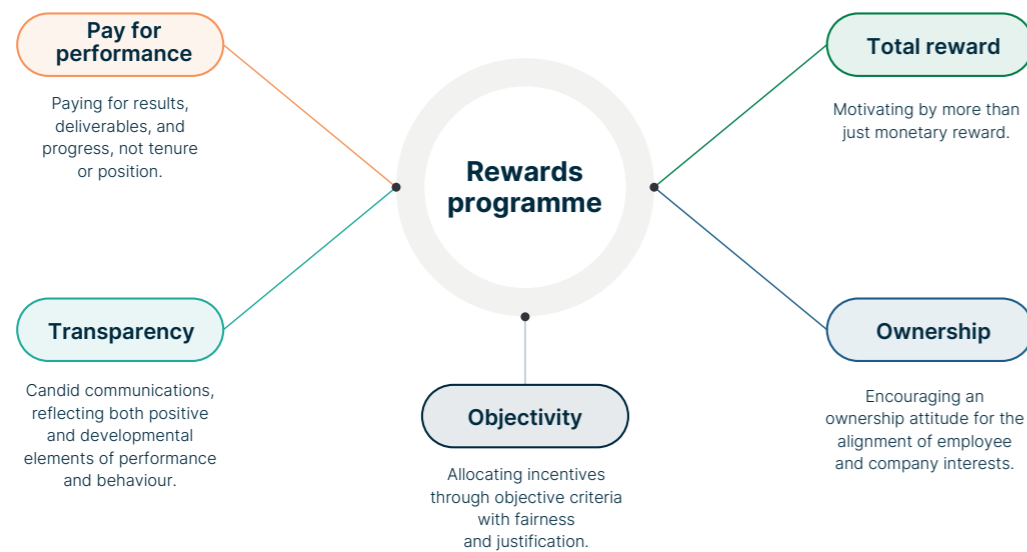 Pay for
performance
Paying for results,
deliverables, and
progress, not tenure
or position.
Total reward
Motivating by more than
just monetary reward.
Rewards
programme
Transparency
Candid communications,
reflecting both positive
and developmental
elements of performance
and behaviour.
Objectivity
Allocating incentives
through objective criteria
with fairness
and justification.
Ownership
Encouraging an
ownership attitude for the
alignment of employee
and company interests.